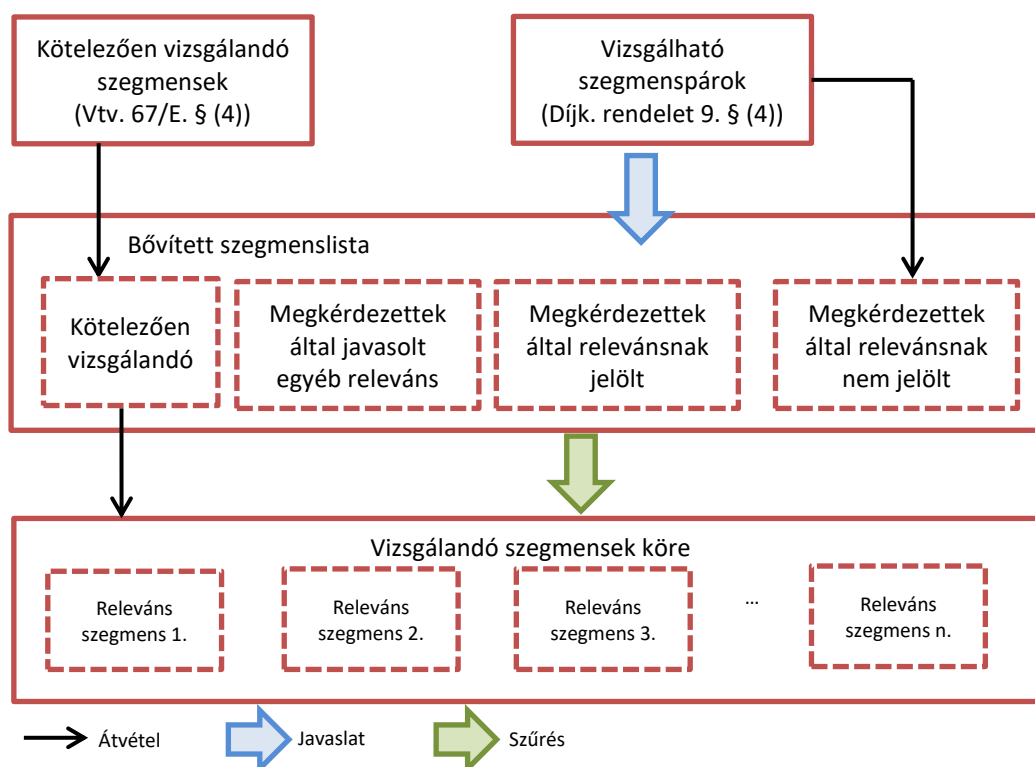 Kötelezően vizsgálandó
szegmensek
(Vtv. 67/E. § (4))
Vizsgálható
szegmenspárok
(Díjk. rendelet 9. § (4))
Bővített szegmenslista
Kötelezően
vizsgálandó
Megkérdezettek
által javasolt
egyéb releváns
Megkérdezettek
által relevánsnak
jelölt
Megkérdezettek
által relevánsnak
nem jelölt
Vizsgálandó szegmensek köre
Releváns
szegmens 1.
Releváns
szegmens 2.
Releváns
szegmens 3.
...
Releváns
szegmens n.
Átvétel
Javaslat
Szűrés